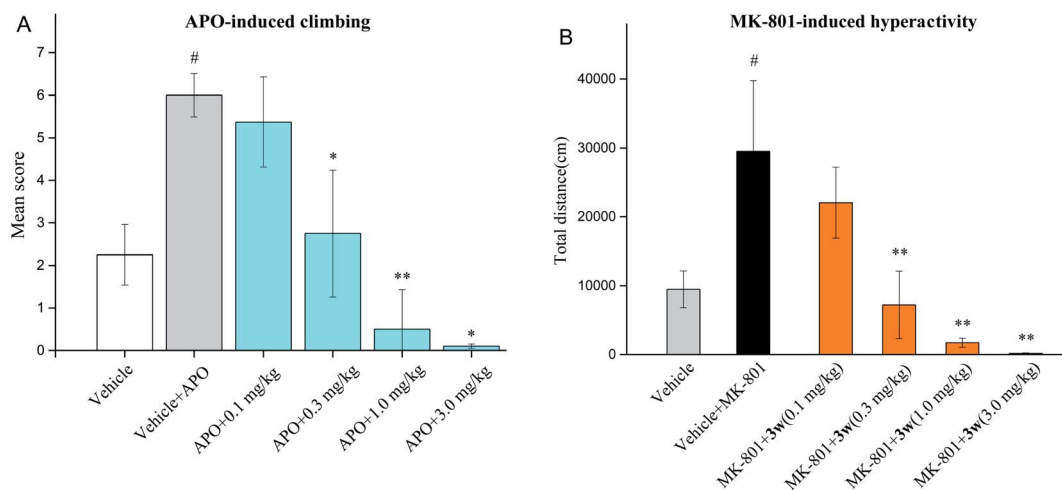 A
APO-induced climbing
Mean score
7
6
5
4
3
2
1
0
#
*
**
*
Vehicle
Vehicle+APO
APO+0.1 mg/kg
APO+0.3 mg/kg
APO+1.0 mg/kg
APO+3.0 mg/kg
B
MK-801-induced hyperactivity
Total distance(cm)
40000
30000
20000
10000
0
#
**
**
**
Vehicle
Vehicle+MK-801
MK-801+3w(0.1 mg/kg)
MK-801+3w(0.3 mg/kg)
MK-801+3w(1.0 mg/kg)
MK-801+3w(3.0 mg/kg)